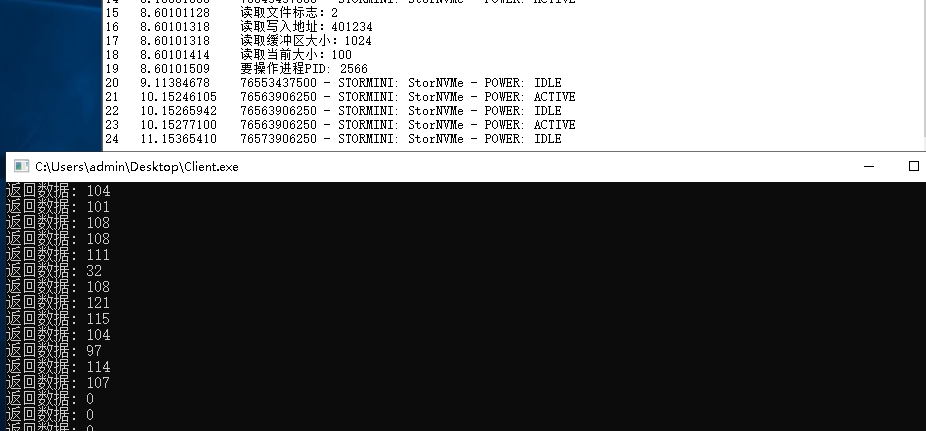 15 8.60101128 读取文件标志: 2
16 8.60101318 读取写入地址: 401234
17 8.60101318 读取缓冲区大小: 1024
18 8.60101414 读取当前大小: 100
19 8.60101509 要操作进程PID: 2566
20 9.11384678 76553437500 - STORMINI: StorNVMe - POWER: IDLE
21 10.15246105 76563906250 - STORMINI: StorNVMe - POWER: ACTIVE
22 10.15265942 76563906250 - STORMINI: StorNVMe - POWER: IDLE
23 10.15277100 76563906250 - STORMINI: StorNVMe - POWER: ACTIVE
24 11.15365410 76573906250 - STORMINI: StorNVMe - POWER: IDLE
C:\Users\admin\Desktop\Client.exe
返回数据: 104
返回数据: 101
返回数据: 108
返回数据: 108
返回数据: 111
返回数据: 32
返回数据: 108
返回数据: 121
返回数据: 115
返回数据: 104
返回数据: 97
返回数据: 114
返回数据: 107
返回数据: 0
返回数据: 0
返回数据: 0